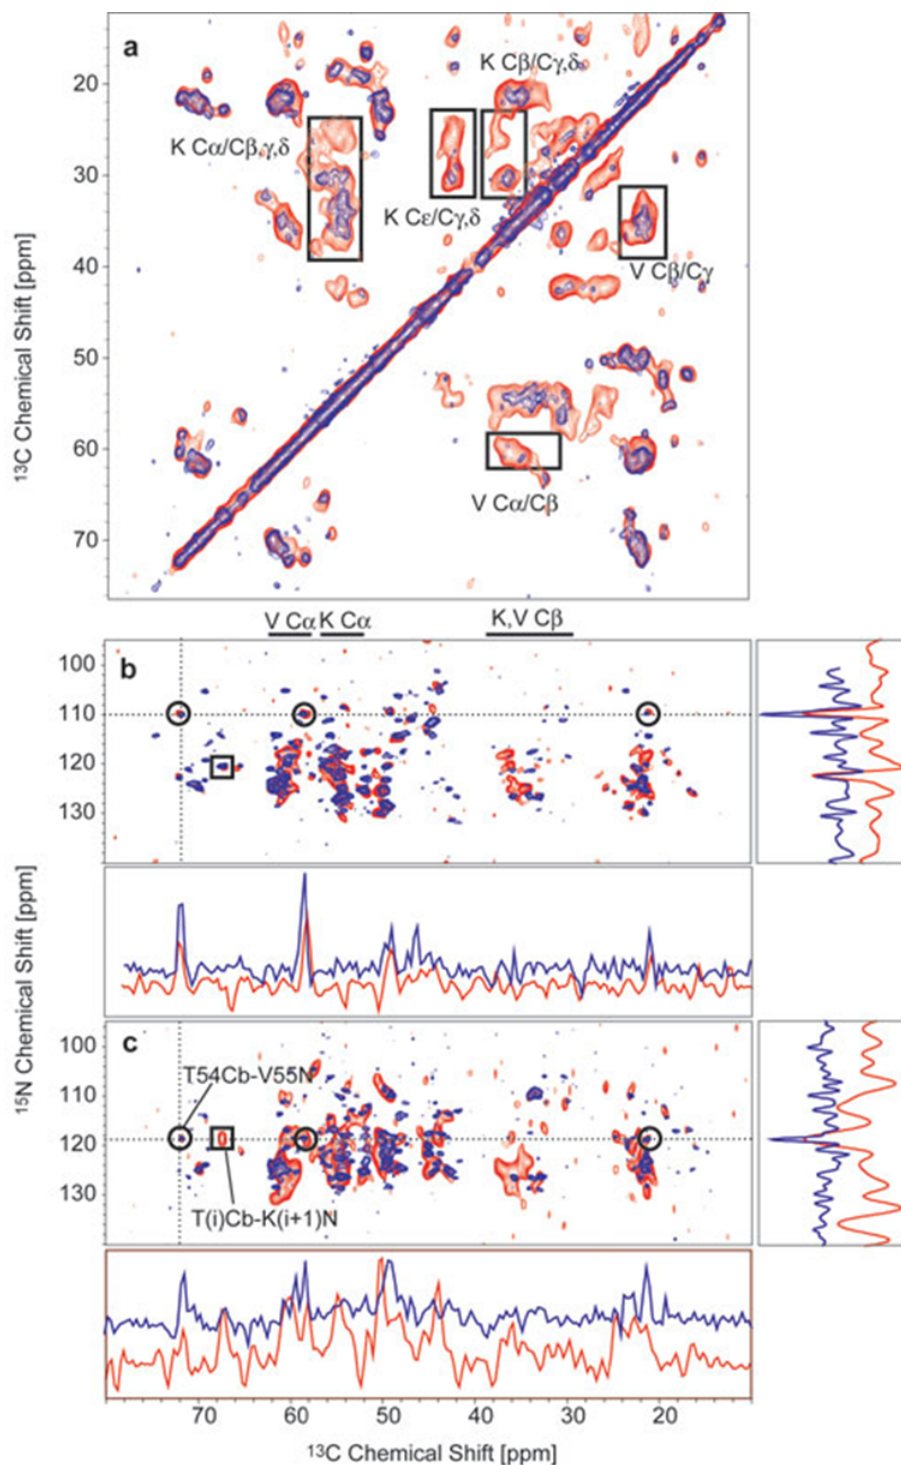 a
K Cβ/Cγ,δ
20
K Cα/Cβ,γ,δ
30
K Cε/Cγ,δ
V Cβ/Cγ
40
50
60
V Cα/Cβ
70
13C Chemical Shift [ppm]
V Cα K Cα K,V Cβ
b
100
110
120
130
15N Chemical Shift [ppm]
c
100
T54Cb-V55N
110
120
130
T(i)Cb-K(i+1)N
70 60 50 40 30 20
13C Chemical Shift [ppm]